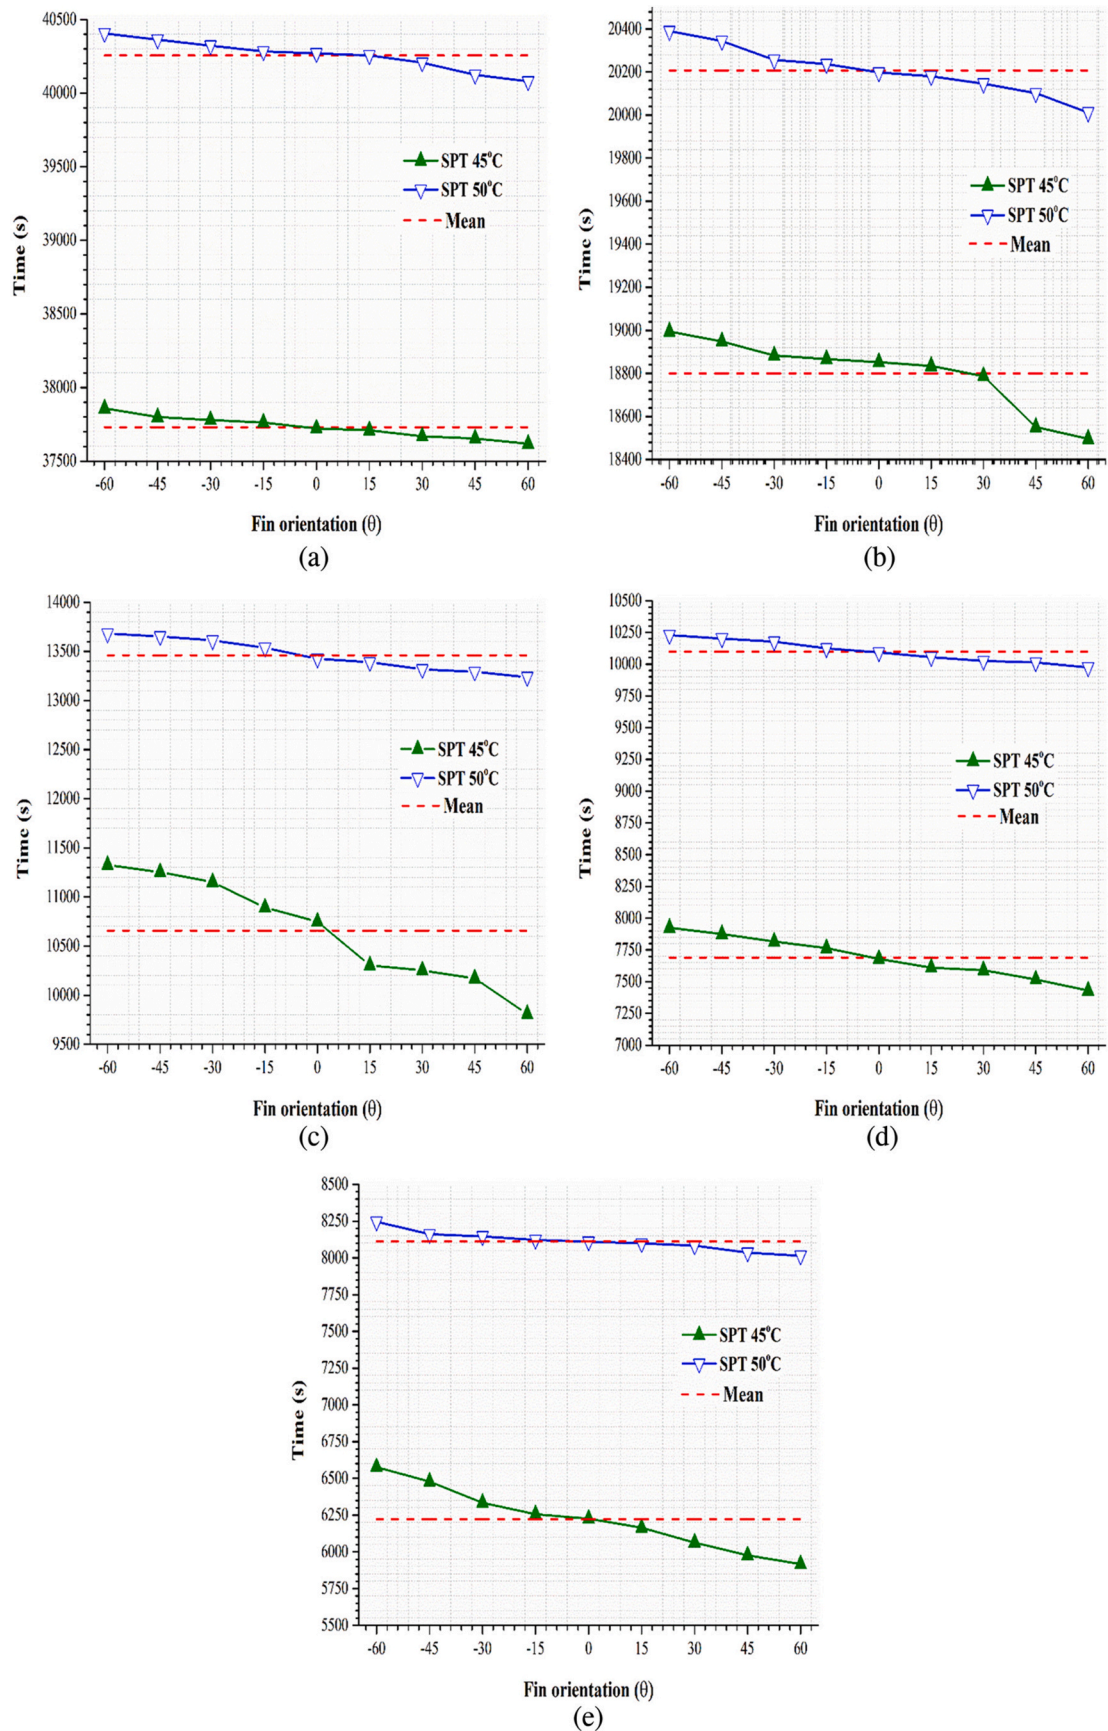 40500
40000
39500
39000
38500
38000
37500
Time (s)
SPT 45°C
SPT 50°C
Mean
-60 -45 -30 -15 0 15 30 45 60
Fin orientation (θ)
(a)
20400
20200
20000
19800
19600
19400
19200
19000
18800
18600
18400
Time (s)
SPT 45°C
SPT 50°C
Mean
-60 -45 -30 -15 0 15 30 45 60
Fin orientation (θ)
(b)
14000
13500
13000
12500
12000
11500
11000
10500
10000
9500
Time (s)
SPT 45°C
SPT 50°C
Mean
-60 -45 -30 -15 0 15 30 45 60
Fin orientation (θ)
(c)
10500
10250
10000
9750
9500
9250
9000
8750
8500
8250
8000
7750
7500
7250
7000
Time (s)
SPT 45°C
SPT 50°C
Mean
-60 -45 -30 -15 0 15 30 45 60
Fin orientation (θ)
(d)
8500
8250
8000
7750
7500
7250
7000
6750
6500
6250
6000
5750
5500
Time (s)
SPT 45°C
SPT 50°C
Mean
-60 -45 -30 -15 0 15 30 45 60
Fin orientation (θ)
(e)